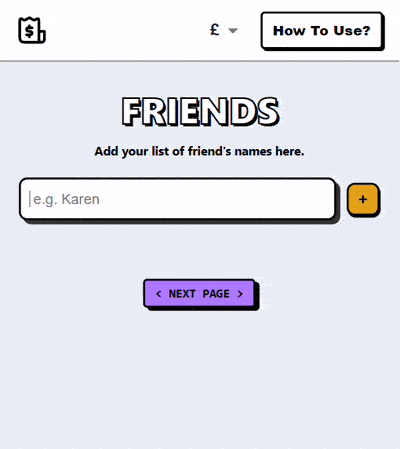 $
£
How To Use?
FRIENDS
Add your list of friend's names here.
e.g. Karen
+
< NEXT PAGE >